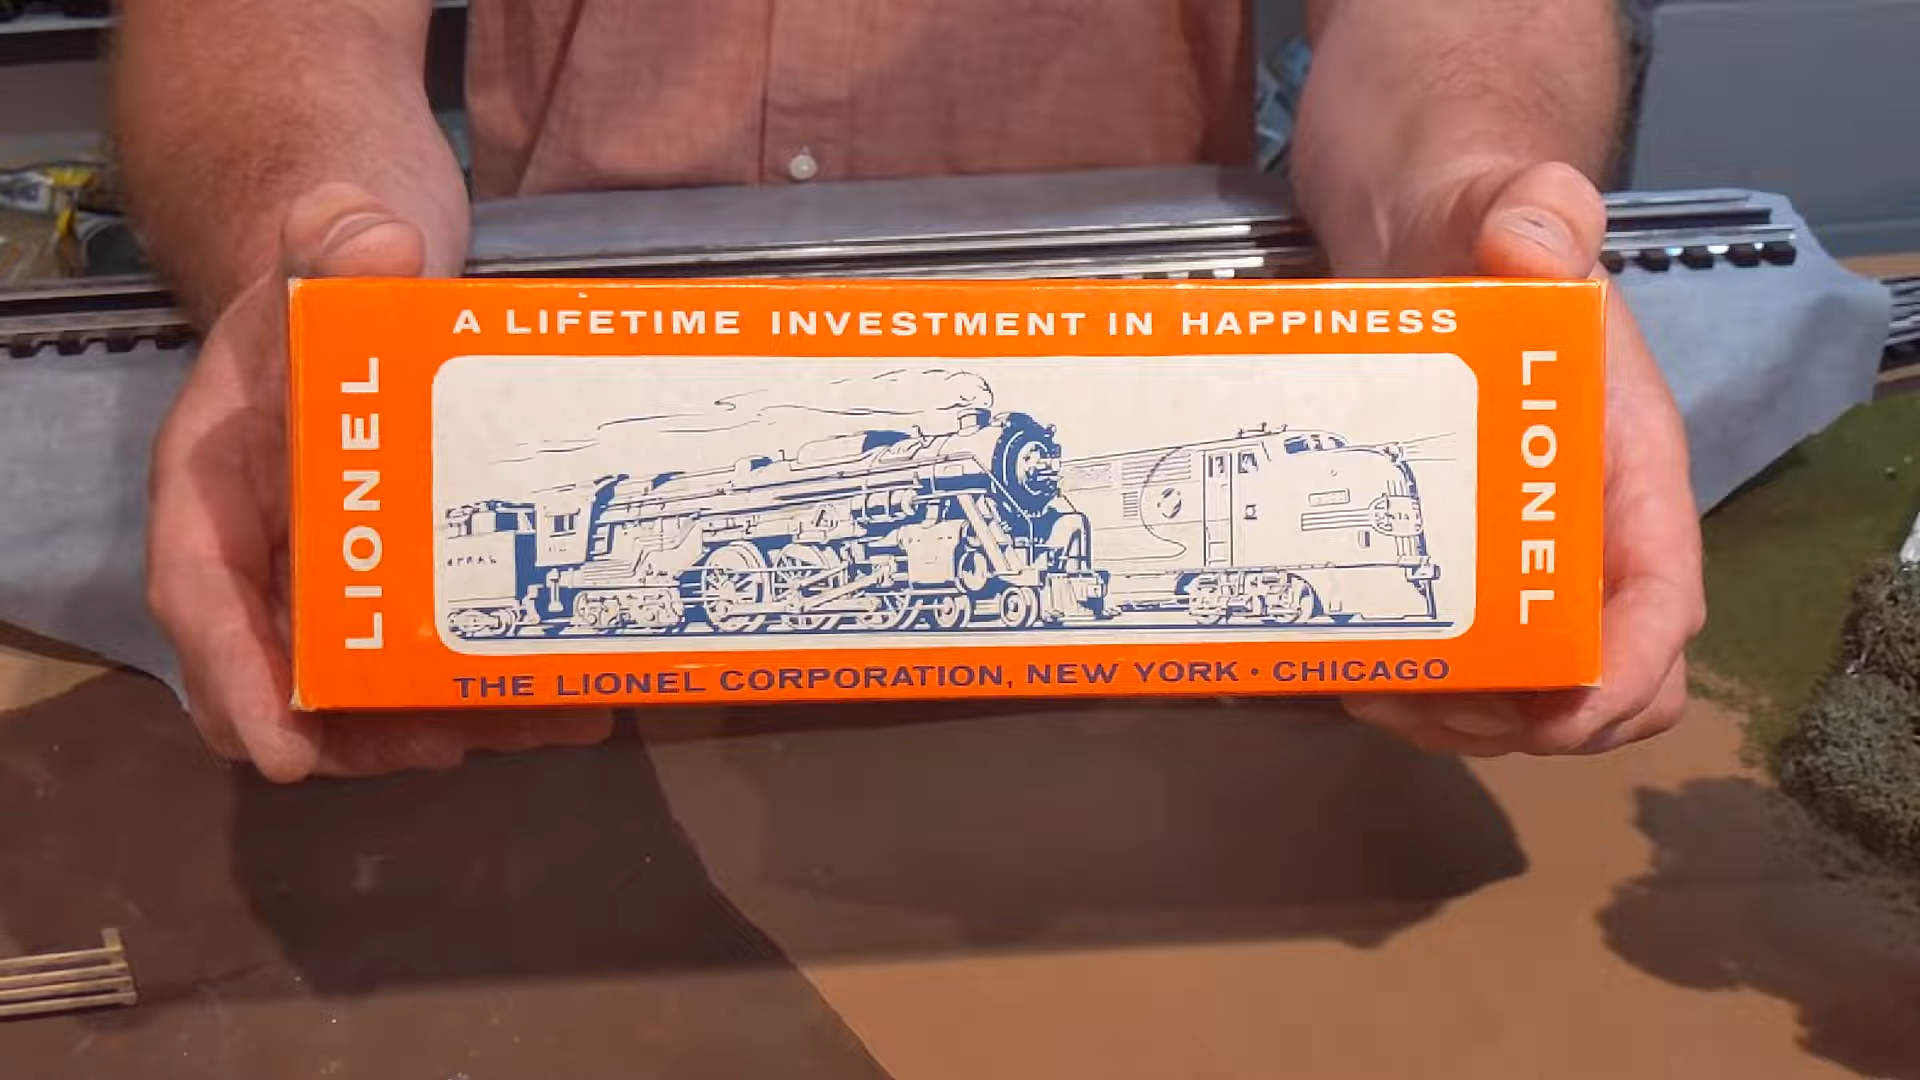 A LIFETIME INVESTMENT IN HAPPINESS
LIONEL
LIONEL
THE LIONEL CORPORATION, NEW YORK • CHICAGO